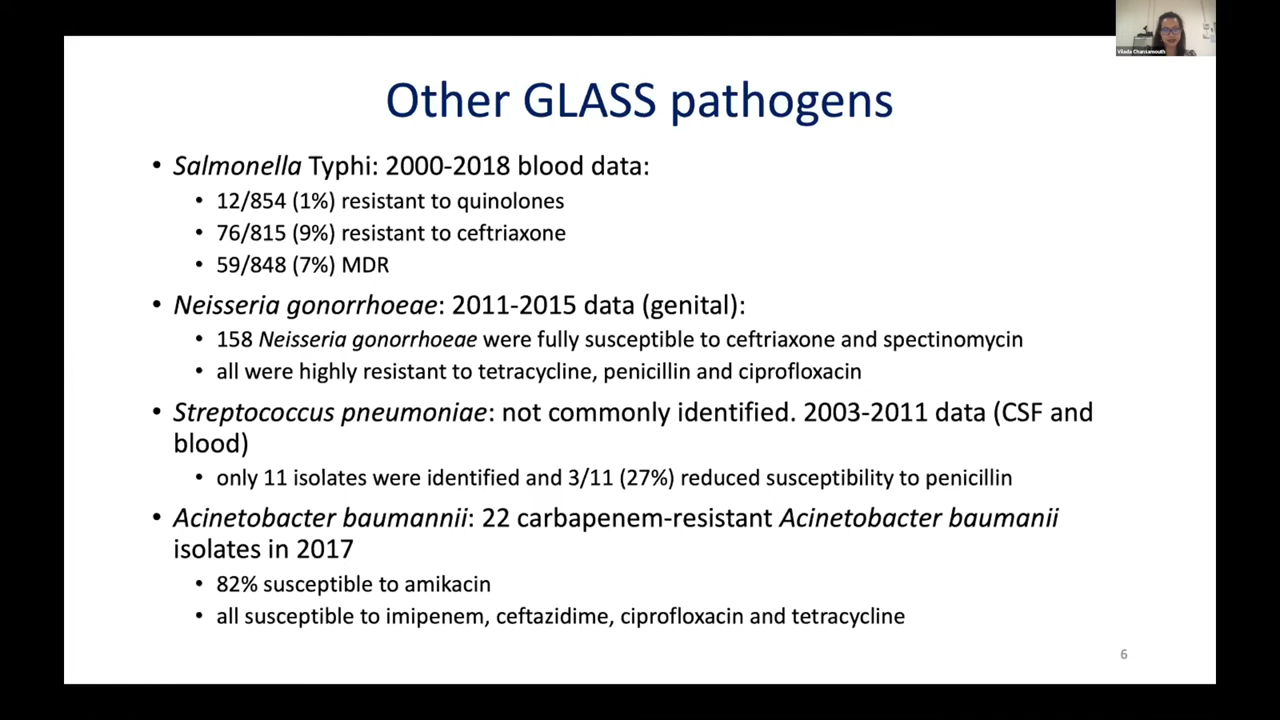 Vilada Chansamouth
Other GLASS pathogens
• Salmonella Typhi: 2000-2018 blood data:
• 12/854 (1%) resistant to quinolones
• 76/815 (9%) resistant to ceftriaxone
• 59/848 (7%) MDR
• Neisseria gonorrhoeae: 2011-2015 data (genital):
• 158 Neisseria gonorrhoeae were fully susceptible to ceftriaxone and spectinomycin
• all were highly resistant to tetracycline, penicillin and ciprofloxacin
• Streptococcus pneumoniae: not commonly identified. 2003-2011 data (CSF and
blood)
• only 11 isolates were identified and 3/11 (27%) reduced susceptibility to penicillin
• Acinetobacter baumannii: 22 carbapenem-resistant Acinetobacter baumanii
isolates in 2017
• 82% susceptible to amikacin
• all susceptible to imipenem, ceftazidime, ciprofloxacin and tetracycline
6